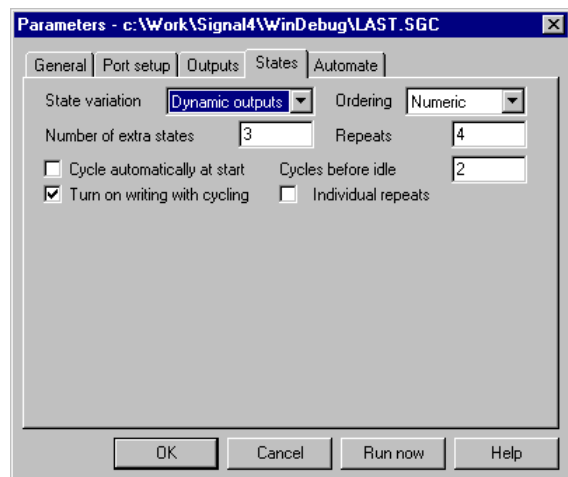 Parameters - c:\Work\Signal4\WinDebug\LAST.SGC
General Port setup Outputs States Automate
State variation Dynamic outputs Ordering Numeric
Number of extra states 3 Repeats 4
Cycle automatically at start Cycles before idle 2
Turn on writing with cycling Individual repeats
OK Cancel Run now Help